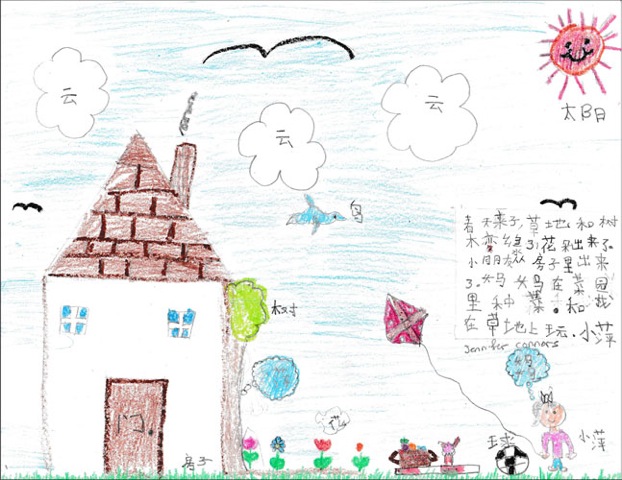 云
云
云
太阳
鸟
春天来了,草地和树
木变绿了,花朵出来了。
小朋友从房子里出来
了。妈妈在菜园
里种菜。和我
在草地上玩。小萍
Jennifer connors
树
花
门
房子
球
小萍